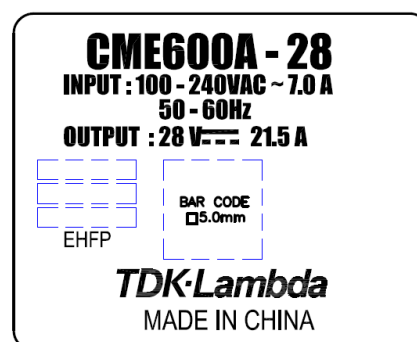 CME600A - 28
INPUT : 100 - 240VAC ~ 7.0 A
50 - 60Hz
OUTPUT : 28 V⎓ 21.5 A
BAR CODE
□5.0mm
EHFP
TDK·Lambda
MADE IN CHINA